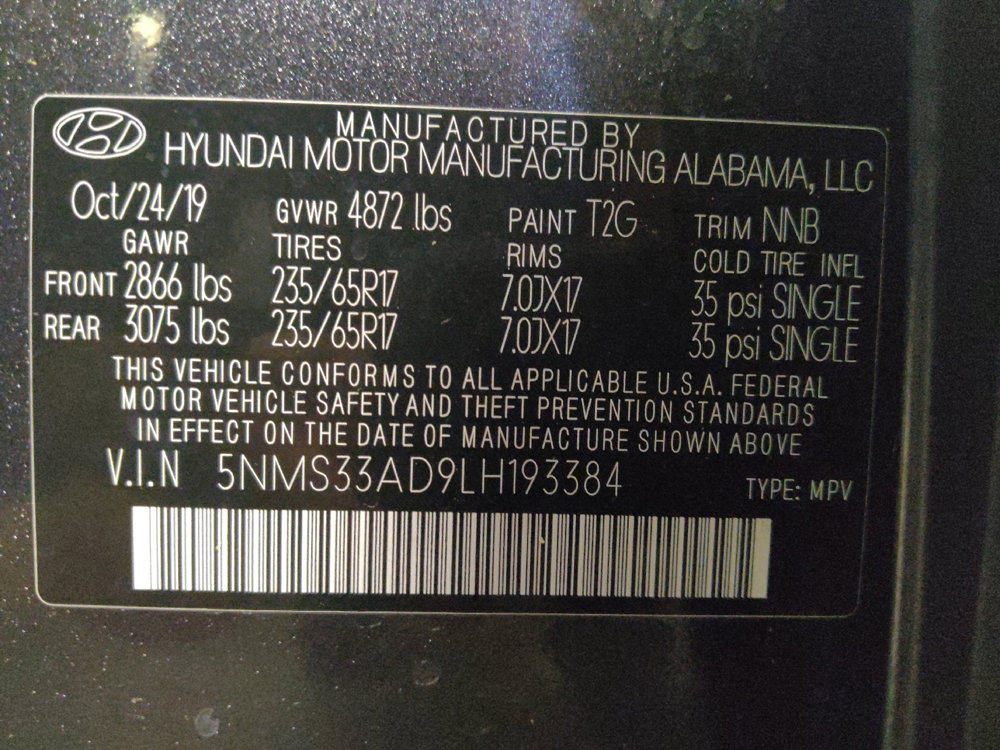 MANUFACTURED BY
HYUNDAI MOTOR MANUFACTURING ALABAMA, LLC
Oct/24/19 GVWR 4872 lbs PAINT T2G TRIM NNB
GAWR TIRES RIMS COLD TIRE INFL
FRONT 2866 lbs 235/65R17 7.0JX17 35 psi SINGLE
REAR 3075 lbs 235/65R17 7.0JX17 35 psi SINGLE
THIS VEHICLE CONFORMS TO ALL APPLICABLE U.S.A. FEDERAL
MOTOR VEHICLE SAFETY AND THEFT PREVENTION STANDARDS
IN EFFECT ON THE DATE OF MANUFACTURE SHOWN ABOVE
V.I.N 5NMS33AD9LH193384 TYPE: MPV